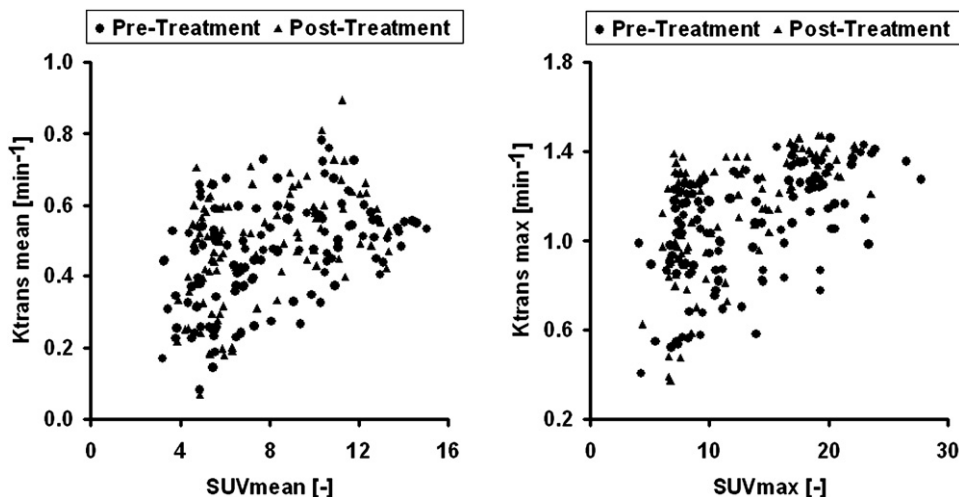 ● Pre-Treatment ▲ Post-Treatment
Ktrans mean [min⁻¹]
1.0
0.8
0.6
0.4
0.2
0.0
0 4 8 12 16
SUVmean [-]
● Pre-Treatment ▲ Post-Treatment
Ktrans max [min⁻¹]
1.8
1.4
1.0
0.6
0.2
0 10 20 30
SUVmax [-]